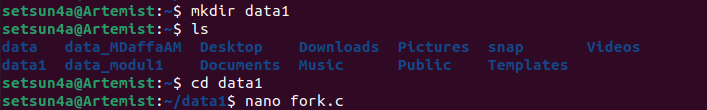 setsun4a@Artemist:~$ mkdir data1
setsun4a@Artemist:~$ ls
data data_MDaffaAM Desktop Downloads Pictures snap Videos
data1 data_modul1 Documents Music Public Templates
setsun4a@Artemist:~$ cd data1
setsun4a@Artemist:~/data1$ nano fork.c